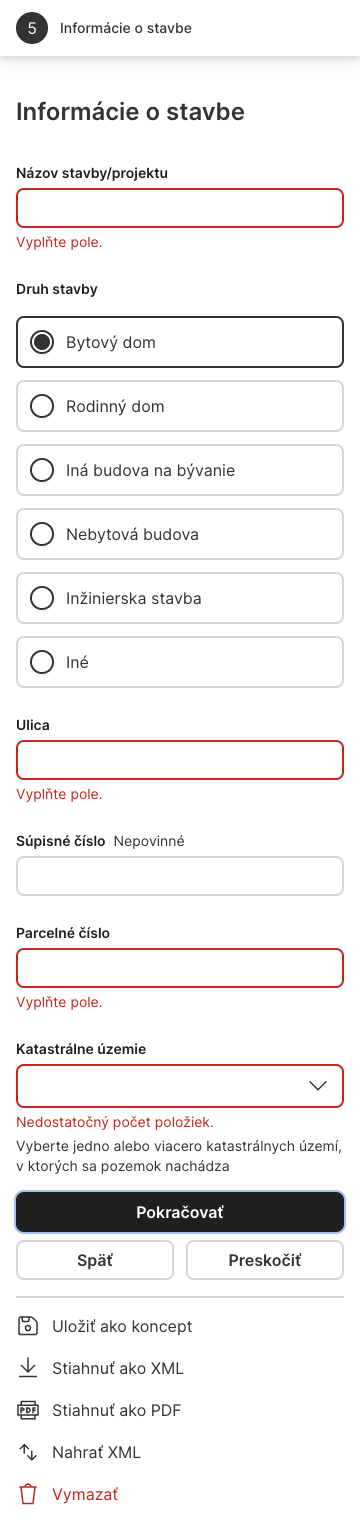 5 Informácie o stavbe
Informácie o stavbe
Názov stavby/projektu
Vyplňte pole.
Druh stavby
Bytový dom
Rodinný dom
Iná budova na bývanie
Nebytová budova
Inžinierska stavba
Iné
Ulica
Vyplňte pole.
Súpisné číslo Nepovinné
Parcelné číslo
Vyplňte pole.
Katastrálne územie
Nedostatočný počet položiek.
Vyberte jedno alebo viacero katastrálnych území,
v ktorých sa pozemok nachádza
Pokračovať
Späť Preskočiť
Uložiť ako koncept
Stiahnuť ako XML
PDF Stiahnuť ako PDF
Nahrať XML
Vymazať